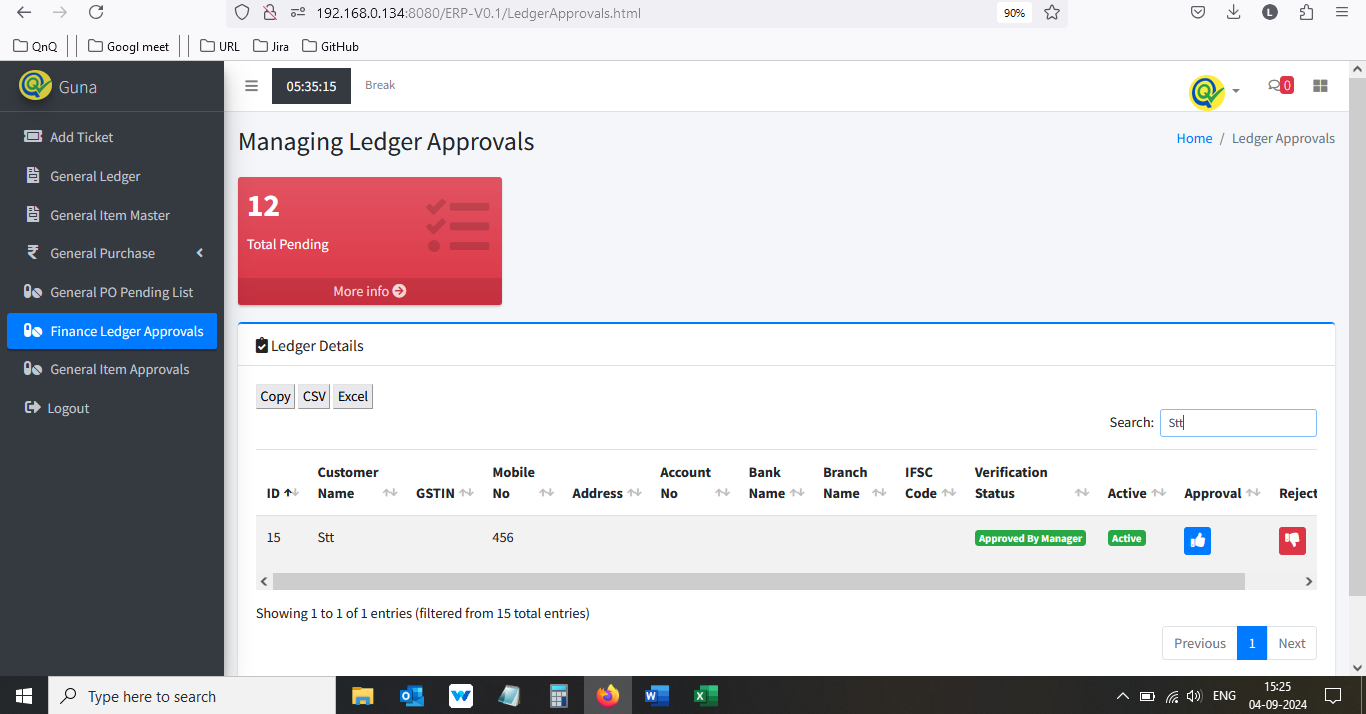 192.168.0.134:8080/ERP-V0.1/LedgerApprovals.html
90%
L
QnQ
Googl meet
URL
Jira
GitHub
Guna
05:35:15
Break
0
Add Ticket
General Ledger
General Item Master
General Purchase
General PO Pending List
Finance Ledger Approvals
General Item Approvals
Logout
Managing Ledger Approvals
Home / Ledger Approvals
12
Total Pending
More info
Ledger Details
Copy CSV Excel
Search: Stt
ID Customer Name GSTIN Mobile No Address Account No Bank Name Branch Name IFSC Code Verification Status Active Approval Reject
15 Stt 456 Approved By Manager Active
Showing 1 to 1 of 1 entries (filtered from 15 total entries)
Previous 1 Next
Type here to search
ENG
15:25
04-09-2024